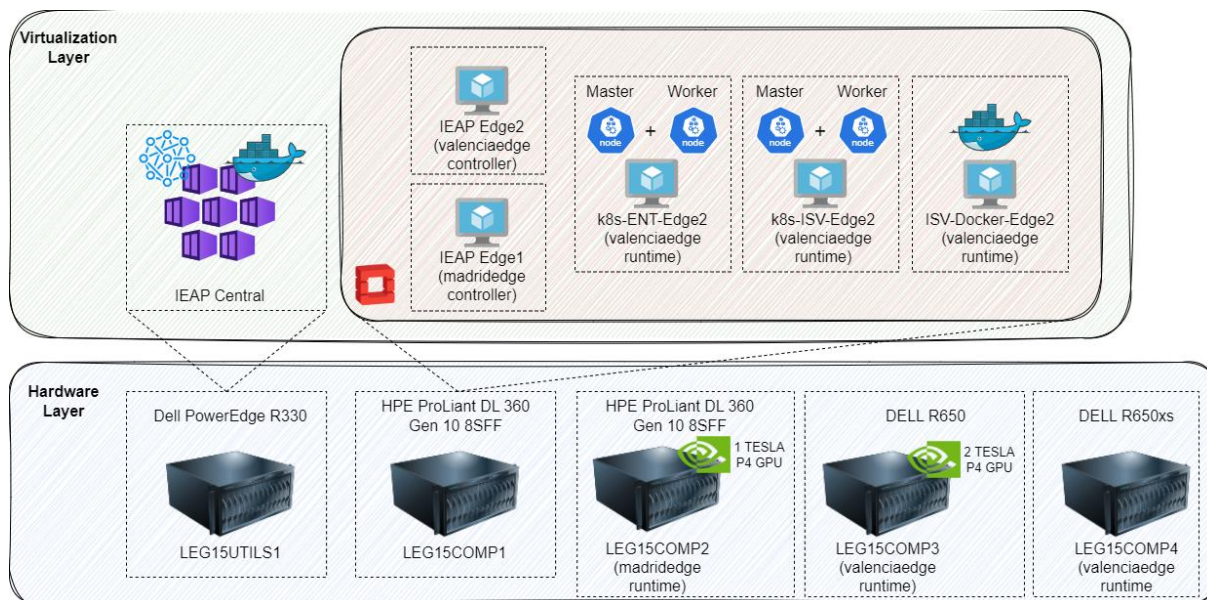 Virtualization
Layer
IEAP Central
IEAP Edge2
(valenciaedge
controller)
IEAP Edge1
(madridedge
controller)
Master
Worker
+
node
node
k8s-ENT-Edge2
(valenciaedge
runtime)
Master
Worker
+
node
node
k8s-ISV-Edge2
(valenciaedge
runtime)
ISV-Docker-Edge2
(valenciaedge
runtime)
Hardware
Layer
Dell PowerEdge R330
LEG15UTILS1
HPE ProLiant DL 360
Gen 10 8SFF
LEG15COMP1
HPE ProLiant DL 360
Gen 10 8SFF
1 TESLA
P4 GPU
LEG15COMP2
(madridedge
runtime)
DELL R650
2 TESLA
P4 GPU
LEG15COMP3
(valenciaedge
runtime)
DELL R650xs
LEG15COMP4
(valenciaedge
runtime